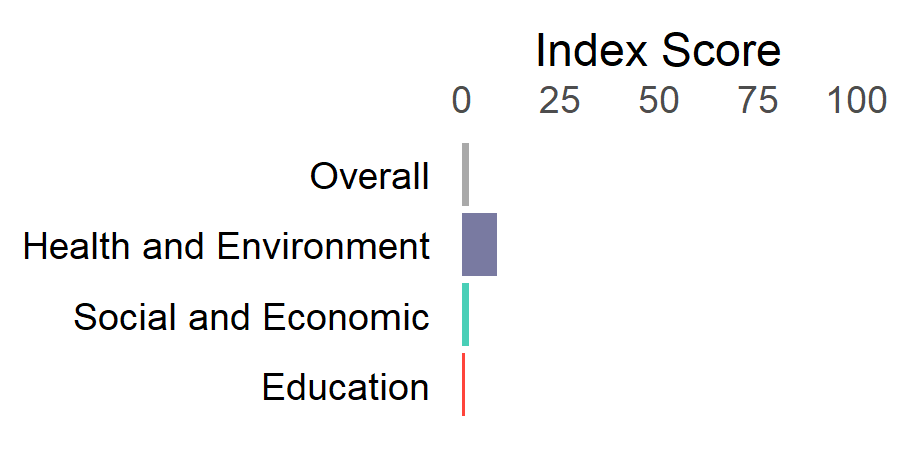 Index Score
0 25 50 75 100
Overall
Health and Environment
Social and Economic
Education